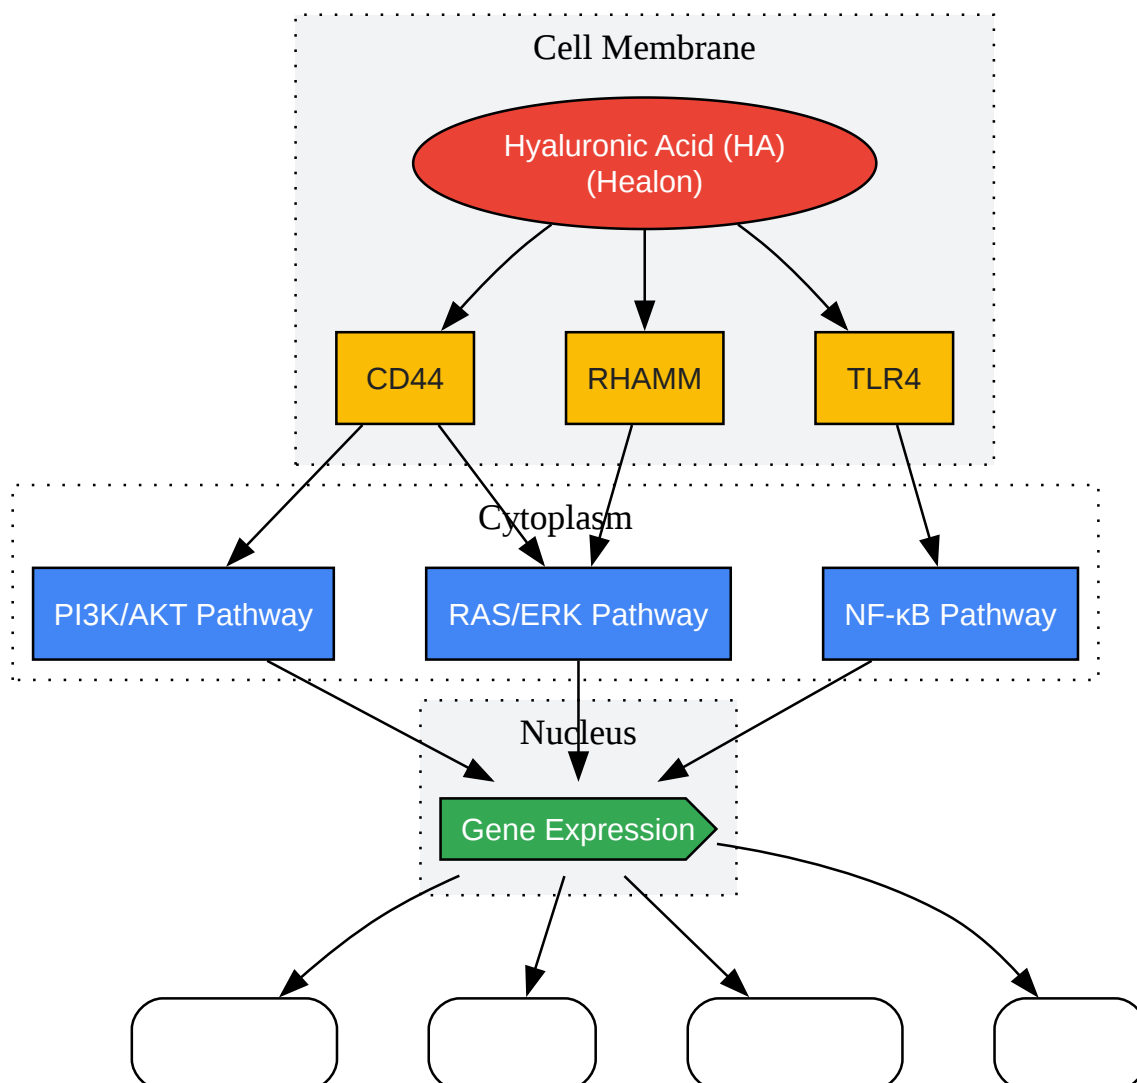 Cell Membrane
Hyaluronic Acid (HA)
(Healon)
CD44
RHAMM
TLR4
Cytoplasm
PI3K/AKT Pathway
RAS/ERK Pathway
NF-κB Pathway
Nucleus
Gene Expression